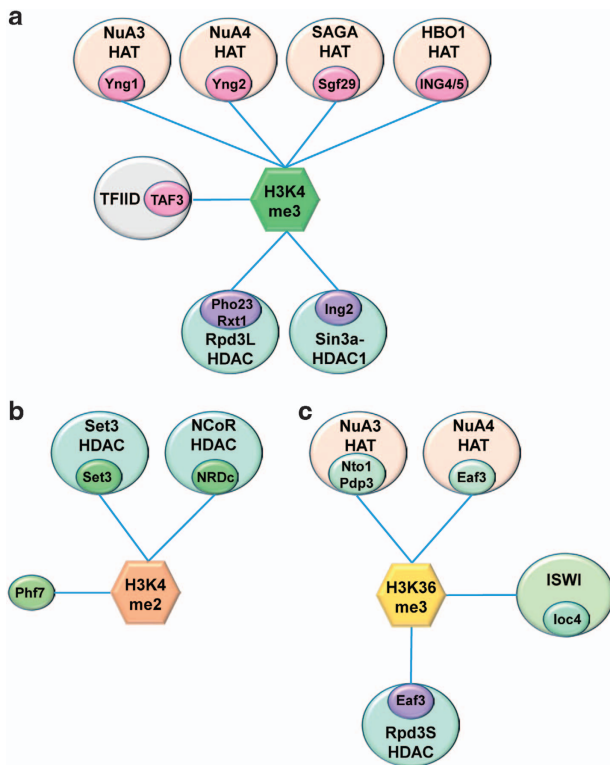 a
NuA3
HAT
Yng1
NuA4
HAT
Yng2
SAGA
HAT
Sgf29
HBO1
HAT
ING4/5
TFIID
TAF3
H3K4
me3
Pho23
Rxt1
Rpd3L
HDAC
Ing2
Sin3a-
HDAC1
b
Set3
HDAC
Set3
NCoR
HDAC
NRDc
Phf7
H3K4
me2
c
NuA3
HAT
Nto1
Pdp3
NuA4
HAT
Eaf3
H3K36
me3
ISWI
Ioc4
Eaf3
Rpd3S
HDAC